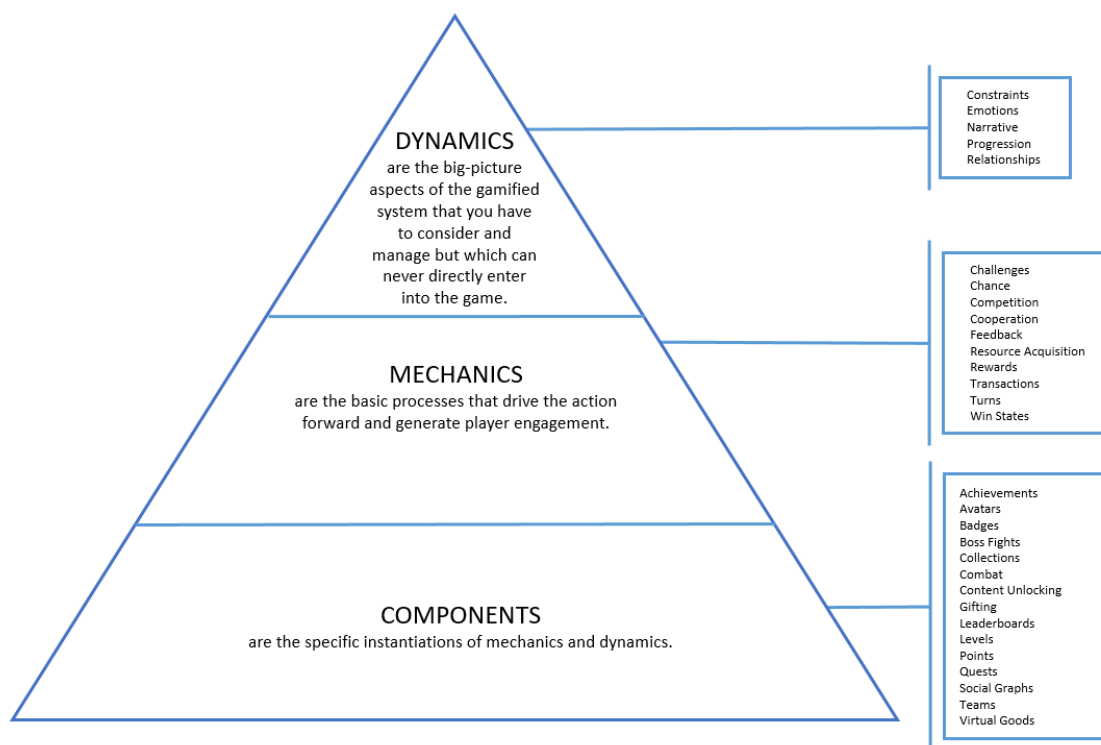 DYNAMICS
are the big-picture
aspects of the gamified
system that you have
to consider and
manage but which can
never directly enter
into the game.
Constraints
Emotions
Narrative
Progression
Relationships
MECHANICS
are the basic processes that drive the action
forward and generate player engagement.
Challenges
Chance
Competition
Cooperation
Feedback
Resource Acquisition
Rewards
Transactions
Turns
Win States
COMPONENTS
are the specific instantiations of mechanics and dynamics.
Achievements
Avatars
Badges
Boss Fights
Collections
Combat
Content Unlocking
Gifting
Leaderboards
Levels
Points
Quests
Social Graphs
Teams
Virtual Goods